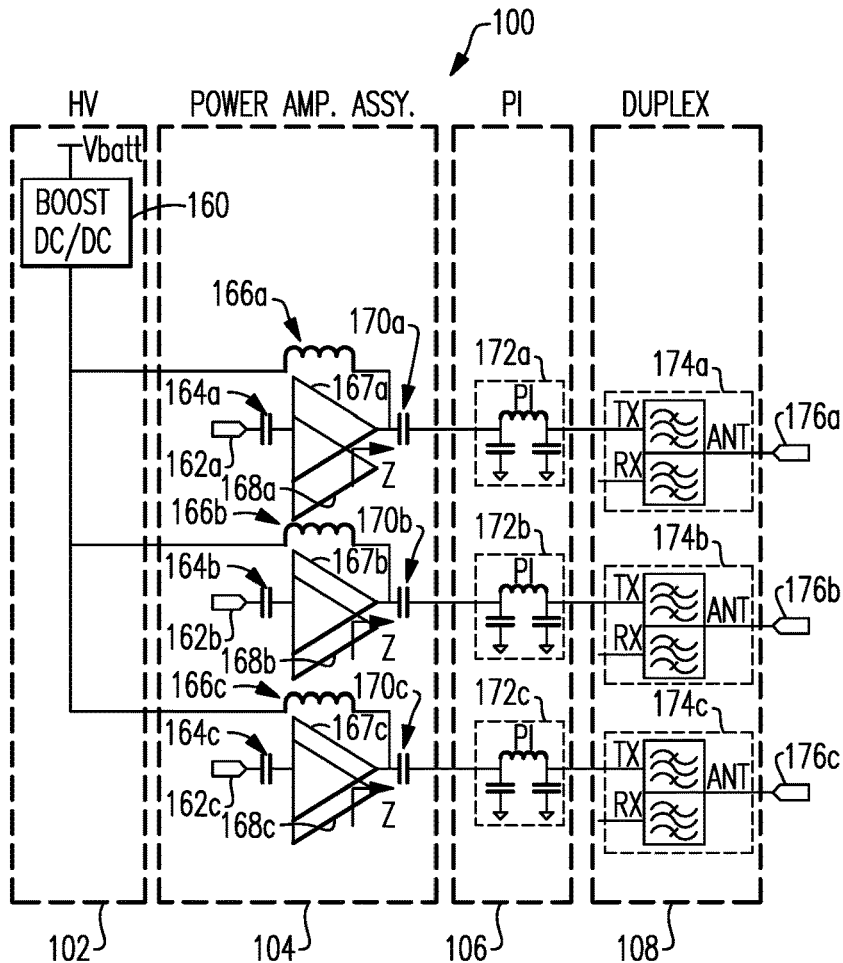 100
HV
POWER AMP. ASSY.
PI
DUPLEX
Vbatt
BOOST
DC/DC
160
166a
170a
172a
174a
164a
167a
PI
TX
ANT
176a
162a
Z
RX
168a
166b
170b
172b
174b
164b
167b
PI
TX
ANT
176b
162b
Z
RX
168b
166c
170c
172c
174c
164c
167c
PI
TX
ANT
176c
162c
Z
RX
168c
102
104
106
108